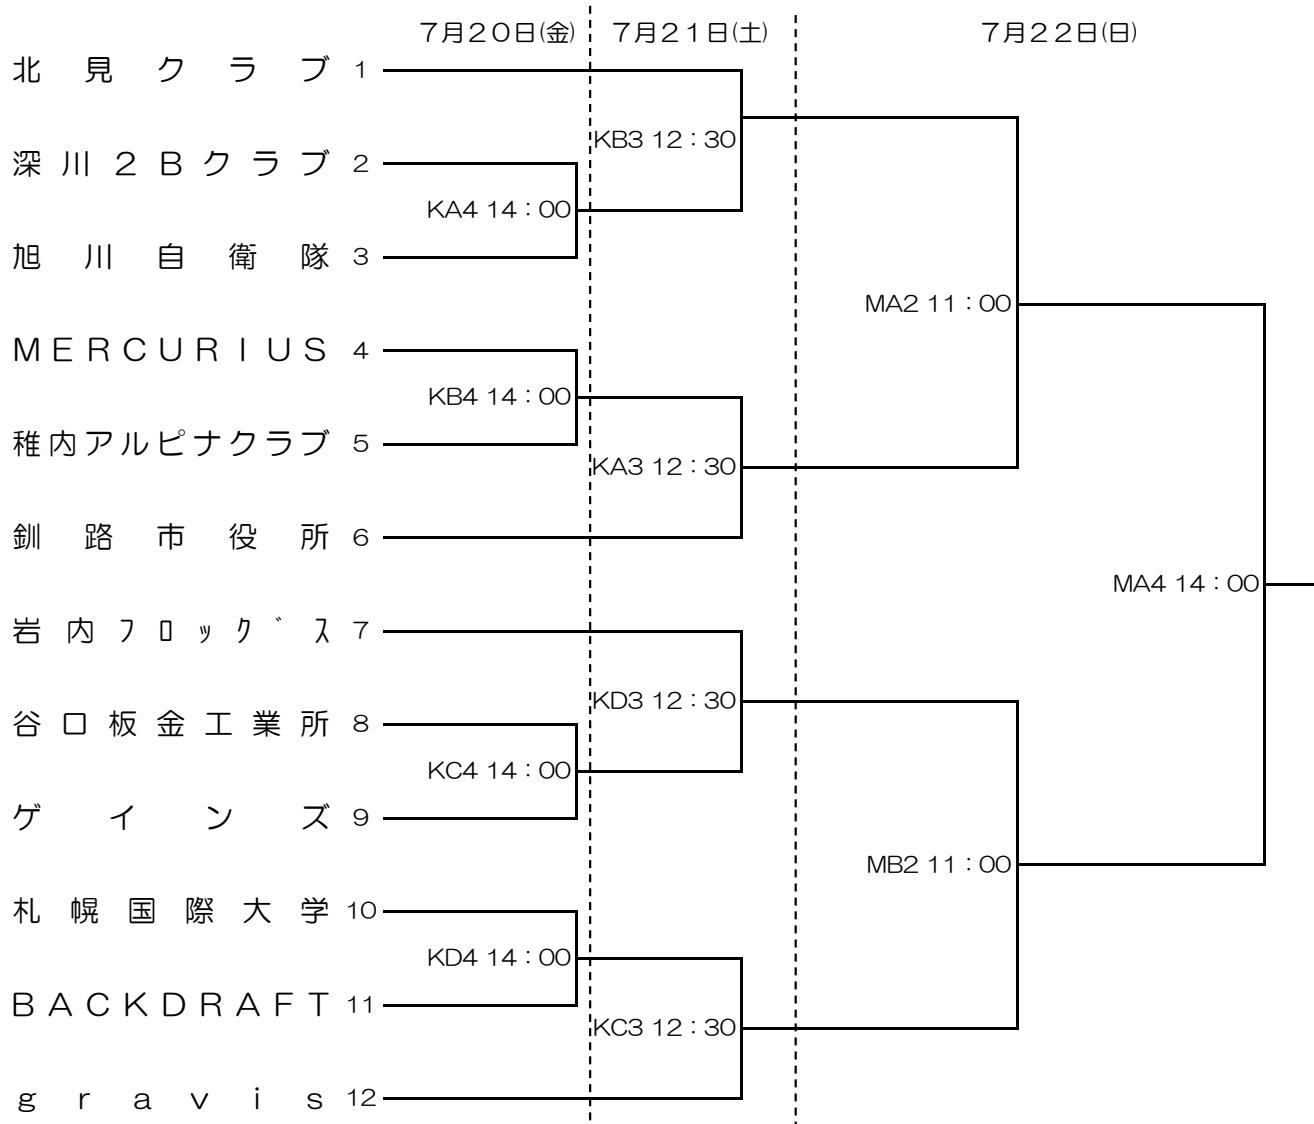 ７月２０日(金) ７月２１日(土) ７月２２日(日)
北見クラブ 1
KB3 12：30
深川２Ｂクラブ 2
KA4 14：00
旭川自衛隊 3
MA2 11：00
ＭＥＲＣＵＲＩＵＳ 4
KB4 14：00
稚内アルピナクラブ 5
KA3 12：30
釧路市役所 6
MA4 14：00
岩内ﾌﾛｯｸﾞｽ 7
KD3 12：30
谷口板金工業所 8
KC4 14：00
ゲインズ 9
MB2 11：00
札幌国際大学 10
KD4 14：00
ＢＡＣＫＤＲＡＦＴ 11
KC3 12：30
ｇｒａｖｉｓ 12